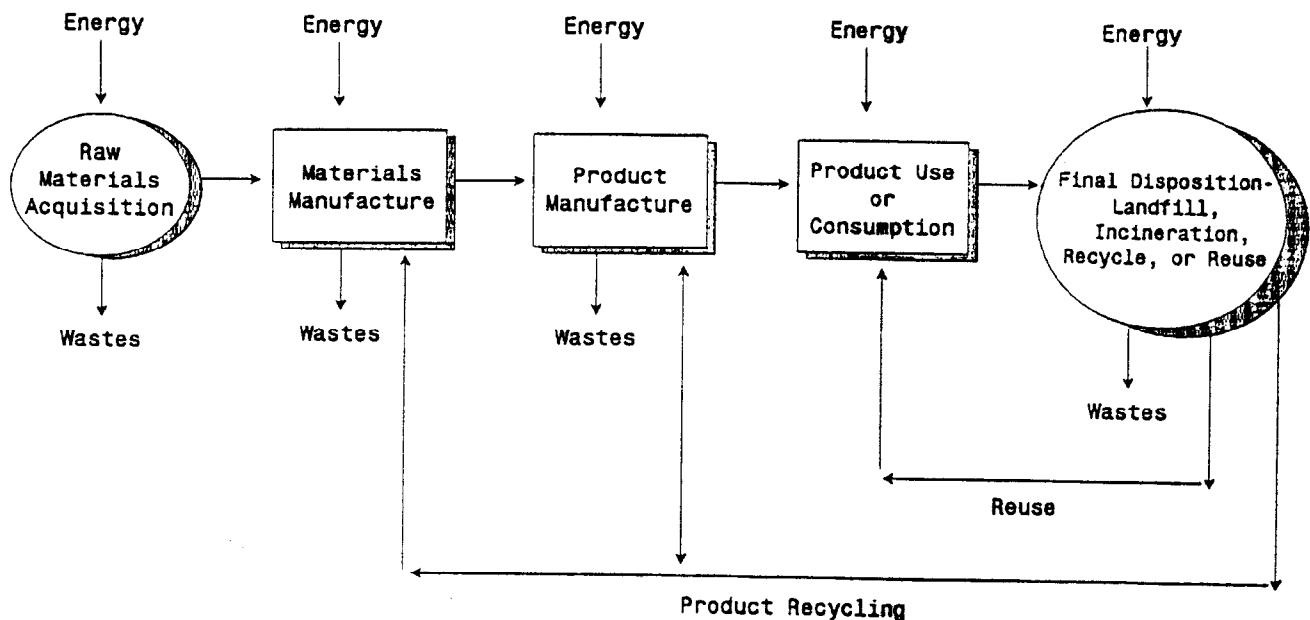 Energy
Energy
Energy
Energy
Energy
Raw
Materials
Acquisition
Materials
Manufacture
Product
Manufacture
Product Use
or
Consumption
Final Disposition-
Landfill,
Incineration,
Recycle, or Reuse
Wastes
Wastes
Wastes
Wastes
Reuse
Product Recycling